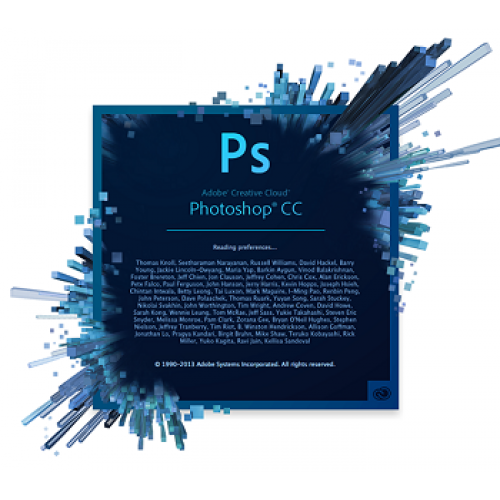 Ps
Adobe® Creative Cloud™
Photoshop® CC
Reading preferences...
Thomas Knoll, Seetharaman Narayanan, Russell Williams, David Hackel, Barry
Young, Jackie Lincoln-Owyang, Maria Yap, Barkin Aygun, Vinod Balakrishnan,
Foster Brereton, Jeff Chien, Jon Clauson, Jeffrey Cohen, Chris Cox, Alan Erickson,
Pete Falco, Paul Ferguson, John Hanson, Jerry Harris, Kevin Hopps, Joseph Hsieh,
Chintan Intwala, Betty Leong, Tai Luxon, Mark Maguire, I-Ming Pao, Renbin Peng,
John Peterson, Dave Polaschek, Thomas Ruark, Yuyan Song, Sarah Stuckey,
Nikolai Svakhin, John Worthington, Tim Wright, Andrew Coven, David Howe,
Sarah Kong, Wennie Leung, Tom McRae, Jeff Sass, Yukie Takahashi, Steven Eric
Snyder, Melissa Monroe, Pam Clark, Zorana Gee, Bryan O'Neil Hughes, Stephen
Nielson, Jeffrey Tranberry, Tim Riot, B. Winston Hendrickson, Allison Goffman,
Jonathan Lo, Pragya Kandari, Birgit Bruhn, Mike Shaw, Teruko Kobayashi, Rick
Miller, Yuko Kagita, Ravi Jain, Kellisa Sandoval
© 1990-2013 Adobe Systems Incorporated. All rights reserved.